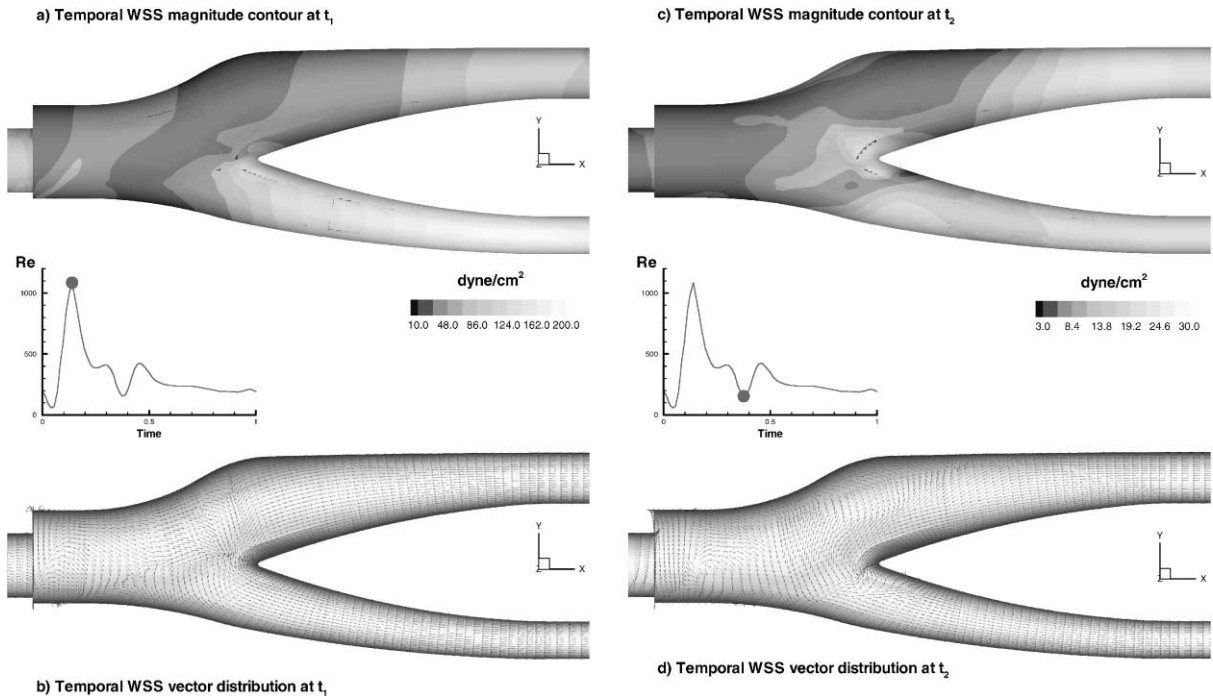 a) Temporal WSS magnitude contour at t1
c) Temporal WSS magnitude contour at t2
Y
Z
X
Y
Z
X
Re
1000
500
0
0
0.5
1
Time
dyne/cm2
10.0 48.0 86.0 124.0 162.0 200.0
Re
1000
500
0
0
0.5
1
Time
dyne/cm2
3.0 8.4 13.8 19.2 24.6 30.0
Y
Z
X
Y
Z
X
b) Temporal WSS vector distribution at t1
d) Temporal WSS vector distribution at t2